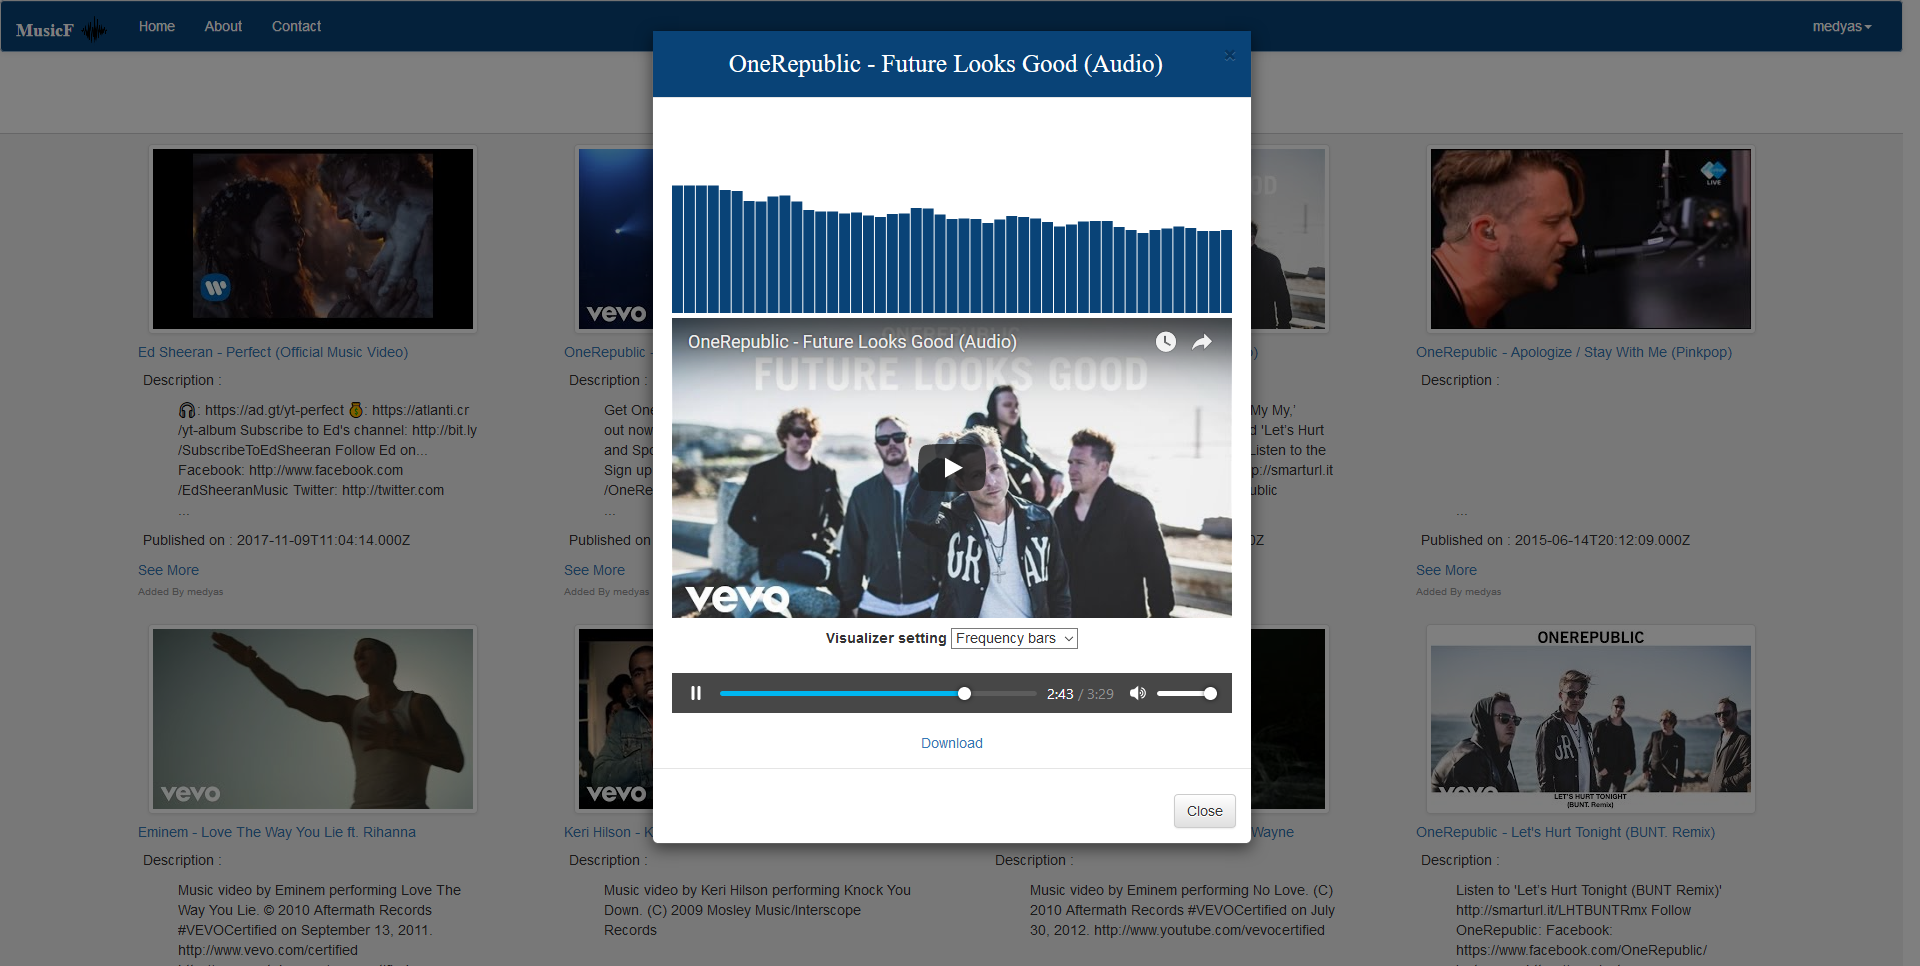 MusicF
Home
About
Contact
medyas
OneRepublic - Future Looks Good (Audio)
×
OneRepublic - Future Looks Good (Audio)
FUTURE LOOKS GOOD
GR AY
vevo
Visualizer setting Frequency bars
2:43 / 3:29
Download
Close
Ed Sheeran - Perfect (Official Music Video)
Description :
🎧: https://ad.gt/yt-perfect 💰: https://atlanti.cr
/yt-album Subscribe to Ed's channel: http://bit.ly
/SubscribeToEdSheeran Follow Ed on...
Facebook: http://www.facebook.com
/EdSheeranMusic Twitter: http://twitter.com
...
Published on : 2017-11-09T11:04:14.000Z
See More
Added By medyas
vevo
OneRepublic -
Description :
Get One
out now
and Spo
Sign up
/OneRe
...
Published on
See More
Added By medyas
OD
)
My My,'
d 'Let's Hurt
Listen to the
p://smarturl.it
ublic
0Z
LIVE
OneRepublic - Apologize / Stay With Me (Pinkpop)
Description :
...
Published on : 2015-06-14T20:12:09.000Z
See More
Added By medyas
vevo
Eminem - Love The Way You Lie ft. Rihanna
Description :
Music video by Eminem performing Love The
Way You Lie. © 2010 Aftermath Records
#VEVOCertified on September 13, 2011.
http://www.vevo.com/certified
vevo
Keri Hilson - K
Description :
Music video by Keri Hilson performing Knock You
Down. (C) 2009 Mosley Music/Interscope
Records
Wayne
Description :
Music video by Eminem performing No Love. (C)
2010 Aftermath Records #VEVOCertified on July
30, 2012. http://www.youtube.com/vevocertified
ONEREPUBLIC
GR Y
vevo
LET'S HURT TONIGHT
(BUNT. Remix)
OneRepublic - Let's Hurt Tonight (BUNT. Remix)
Description :
Listen to 'Let's Hurt Tonight (BUNT Remix)'
http://smarturl.it/LHTBUNTRmx Follow
OneRepublic: Facebook:
https://www.facebook.com/OneRepublic/